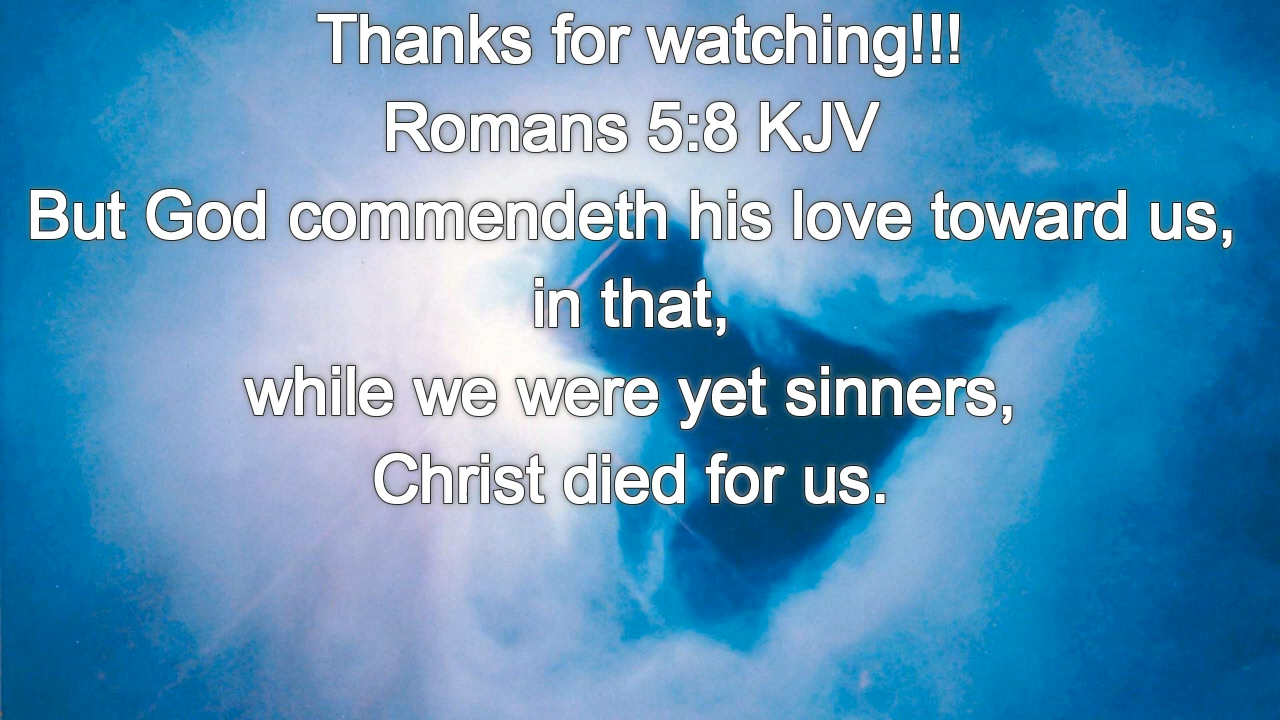 Thanks for watching!!!
Romans 5:8 KJV
But God commendeth his love toward us,
in that,
while we were yet sinners,
Christ died for us.